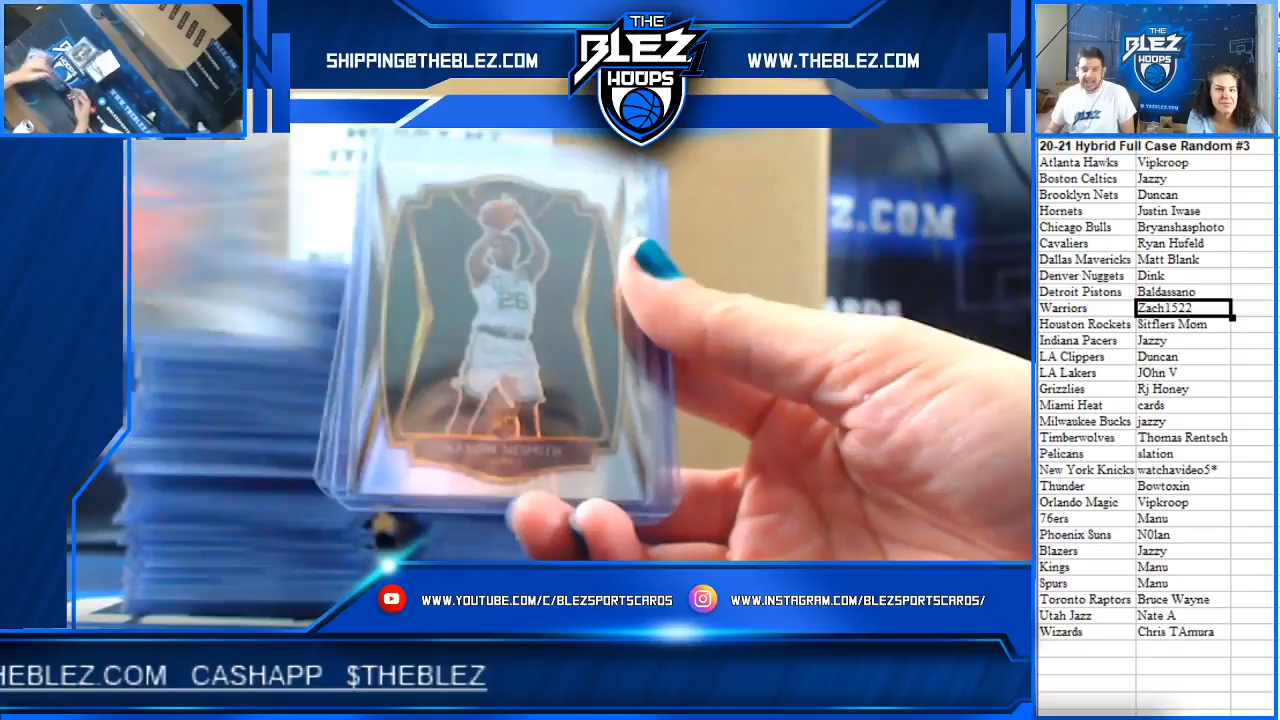 SHIPPING@THEBLEZ.COM
THE
BLEZ
HOOPS
WWW.THEBLEZ.COM
THE
BLEZ
HOOPS
20-21 Hybrid Full Case Random #3
Atlanta Hawks Vipkroop
Boston Celtics Jazzy
Brooklyn Nets Duncan
Hornets Justin Iwase
Chicago Bulls Bryanshasphoto
Cavaliers Ryan Hufeld
Dallas Mavericks Matt Blank
Denver Nuggets Dink
Detroit Pistons Baldassano
Warriors Zach1522
Houston Rockets Sitflers Mom
Indiana Pacers Jazzy
LA Clippers Duncan
LA Lakers JOhn V
Grizzlies Rj Honey
Miami Heat cards
Milwaukee Bucks jazzy
Timberwolves Thomas Rentsch
Pelicans slation
New York Knicks watchavideo5*
Thunder Bowtoxin
Orlando Magic Vipkroop
76ers Manu
Phoenix Suns N0lan
Blazers Jazzy
Kings Manu
Spurs Manu
Toronto Raptors Bruce Wayne
Utah Jazz Nate A
Wizards Chris TAmura
EZ.COM
26
WWW.YOUTUBE.COM/C/BLEZSPORTSCARDS
WWW.INSTAGRAM.COM/BLEZSPORTSCARDS/
HEBLEZ.COM CASHAPP $THEBLEZ